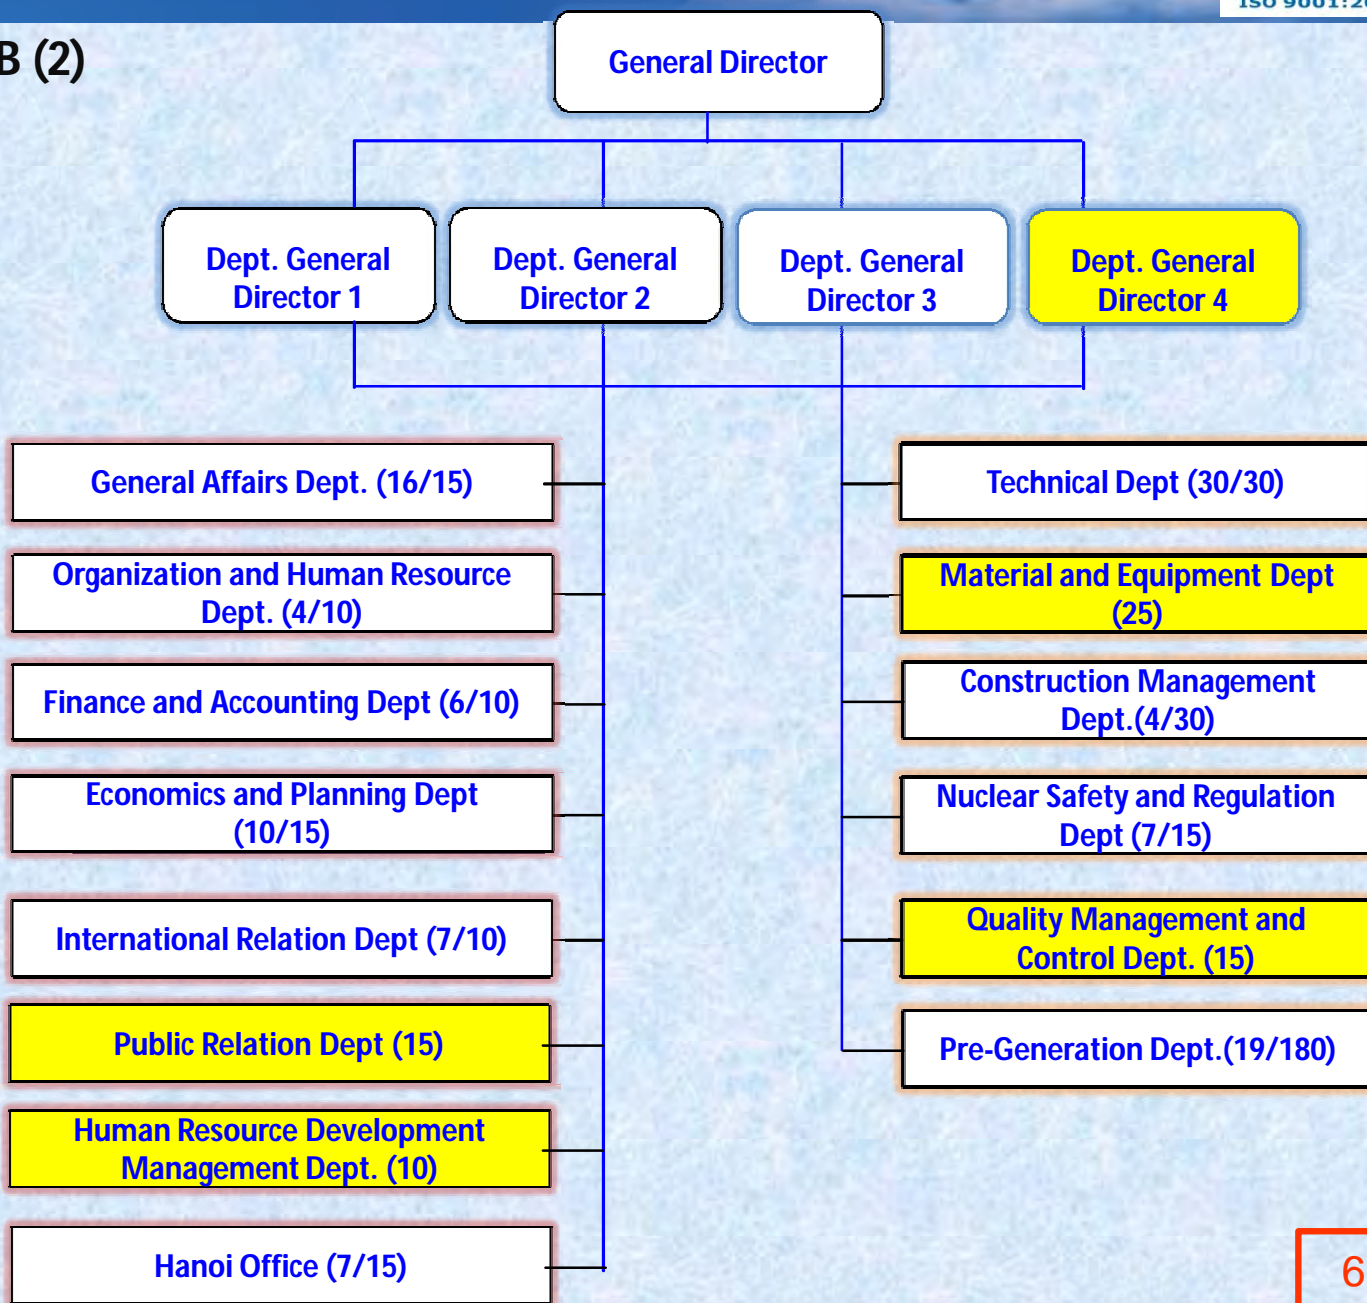 ISO 9001:20
B (2)
General Director
Dept. General
Director 1
Dept. General
Director 2
Dept. General
Director 3
Dept. General
Director 4
General Affairs Dept. (16/15)
Organization and Human Resource
Dept. (4/10)
Finance and Accounting Dept (6/10)
Economics and Planning Dept
(10/15)
International Relation Dept (7/10)
Public Relation Dept (15)
Human Resource Development
Management Dept. (10)
Hanoi Office (7/15)
Technical Dept (30/30)
Material and Equipment Dept
(25)
Construction Management
Dept.(4/30)
Nuclear Safety and Regulation
Dept (7/15)
Quality Management and
Control Dept. (15)
Pre-Generation Dept.(19/180)
6